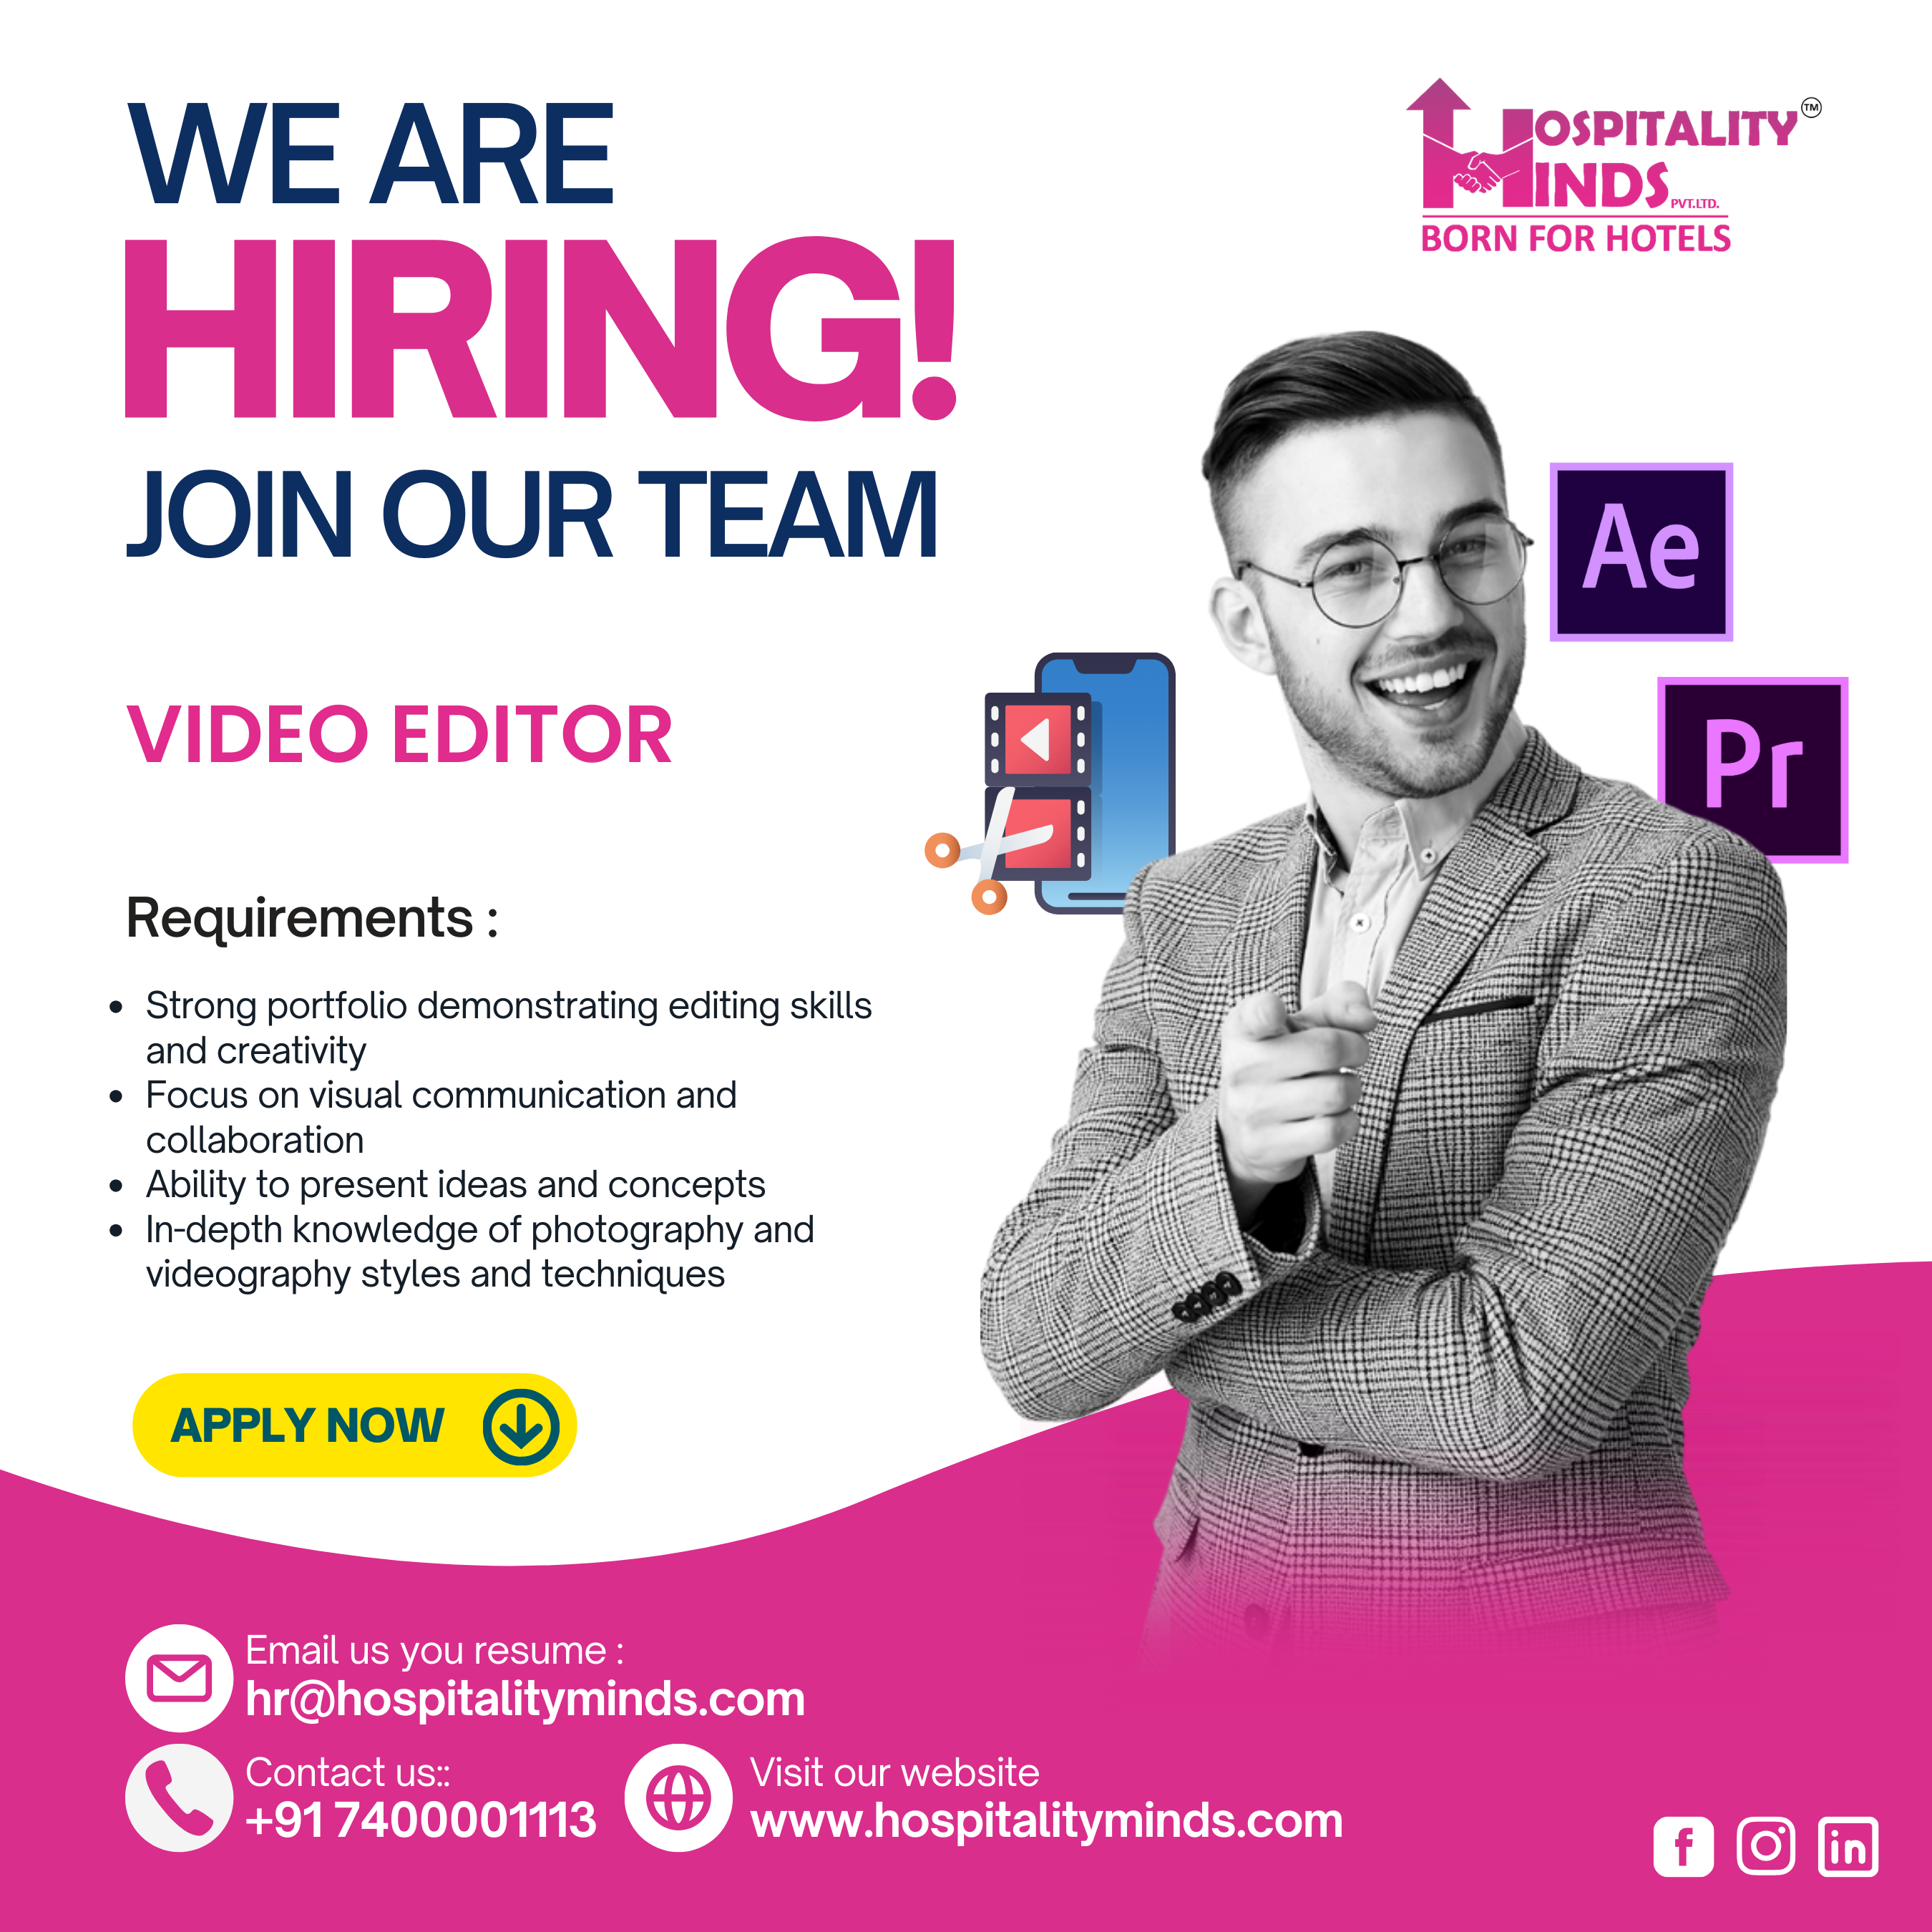 WE ARE
HIRING!
JOIN OUR TEAM
HOSPITALITY TM
MINDS PVT.LTD.
BORN FOR HOTELS
Ae
Pr
VIDEO EDITOR
Requirements :
• Strong portfolio demonstrating editing skills
and creativity
• Focus on visual communication and
collaboration
• Ability to present ideas and concepts
• In-depth knowledge of photography and
videography styles and techniques
APPLY NOW
Email us you resume :
hr@hospitalityminds.com
Contact us::
+91 7400001113
Visit our website
www.hospitalityminds.com
f
in